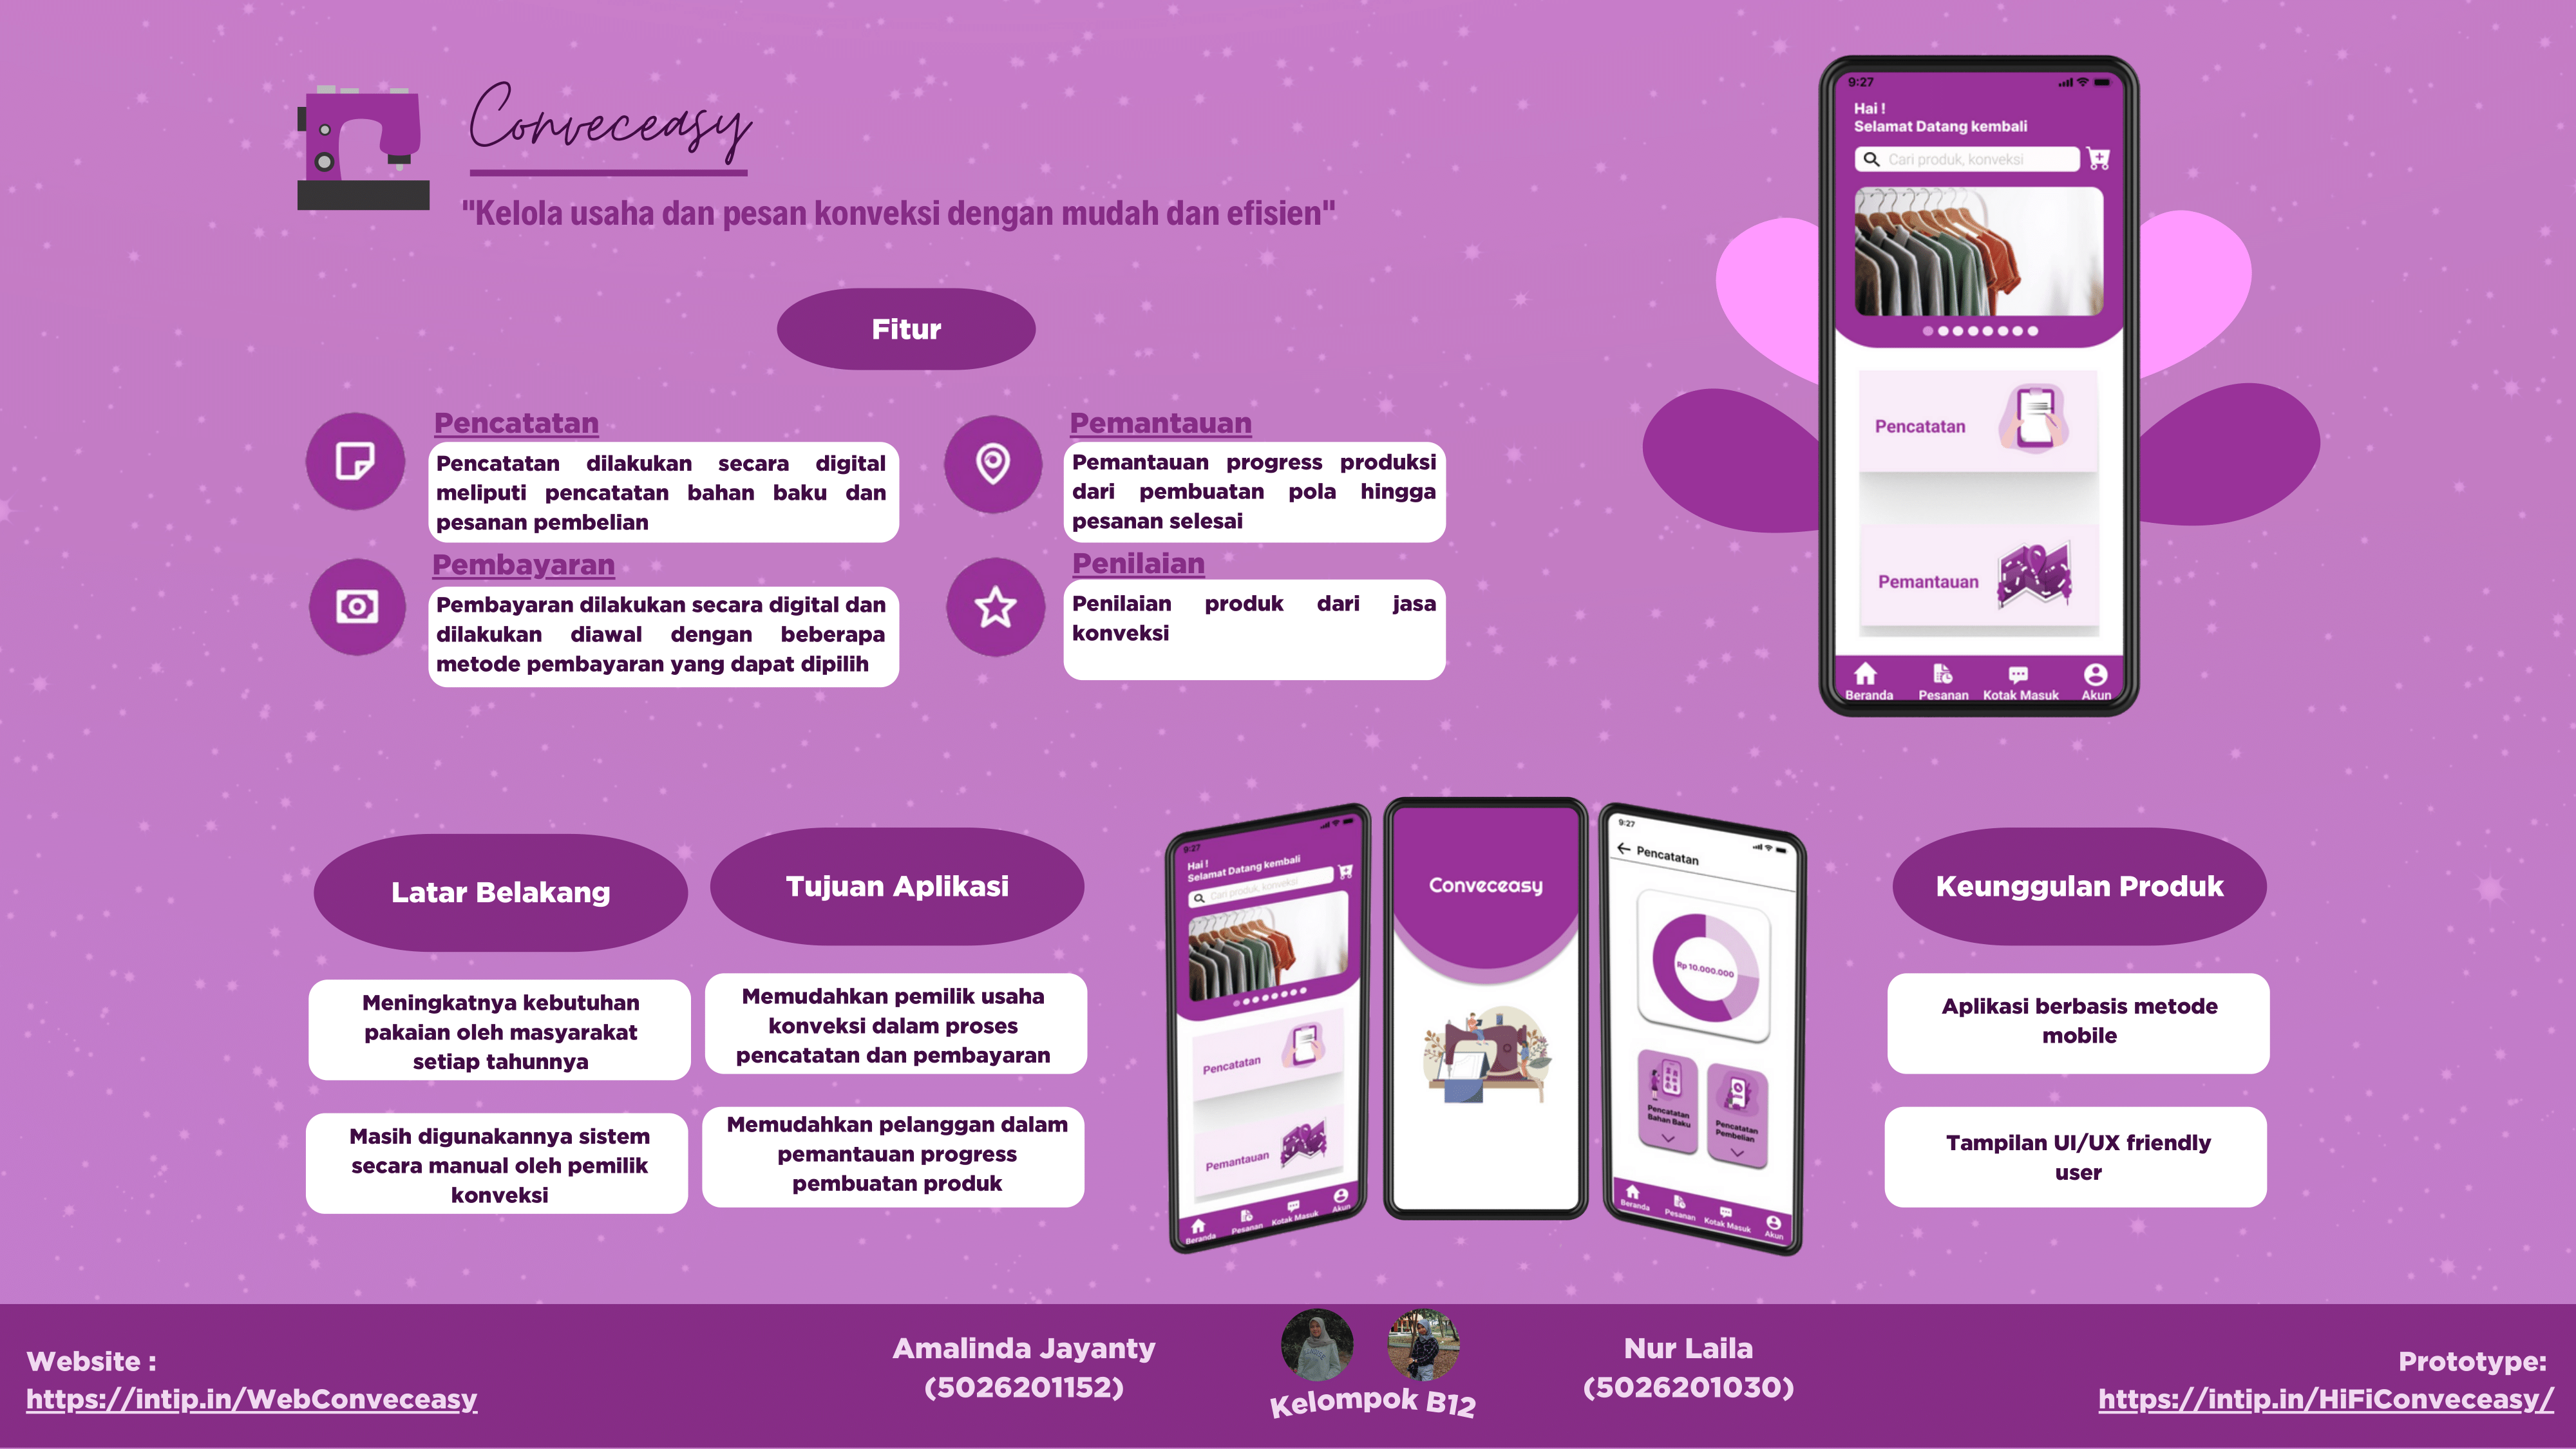 Conveceasy
"Kelola usaha dan pesan konveksi dengan mudah dan efisien"
Fitur
Pencatatan
Pencatatan dilakukan secara digital
meliputi pencatatan bahan baku dan
pesanan pembelian
Pemantauan
Pemantauan progress produksi
dari pembuatan pola hingga
pesanan selesai
Pembayaran
Pembayaran dilakukan secara digital dan
dilakukan diawal dengan beberapa
metode pembayaran yang dapat dipilih
Penilaian
Penilaian produk dari jasa
konveksi
9:27
Hai !
Selamat Datang kembali
Cari produk, konveksi
Pencatatan
Pemantauan
Beranda Pesanan Kotak Masuk Akun
Latar Belakang
Meningkatnya kebutuhan
pakaian oleh masyarakat
setiap tahunnya
Masih digunakannya sistem
secara manual oleh pemilik
konveksi
Tujuan Aplikasi
Memudahkan pemilik usaha
konveksi dalam proses
pencatatan dan pembayaran
Memudahkan pelanggan dalam
pemantauan progress
pembuatan produk
9:27
Hai !
Selamat Datang kembali
Cari produk, konveksi
Pencatatan
Pemantauan
Beranda Pesanan Kotak Masuk Akun
Conveceasy
9:27
Pencatatan
Rp 10.000.000
Pencatatan
Bahan Baku
Pencatatan
Pembelian
Beranda Pesanan Kotak Masuk Akun
Keunggulan Produk
Aplikasi berbasis metode
mobile
Tampilan UI/UX friendly
user
Website :
https://intip.in/WebConveceasy
Amalinda Jayanty
(5026201152)
Kelompok B12
Nur Laila
(5026201030)
Prototype:
https://intip.in/HiFiConveceasy/